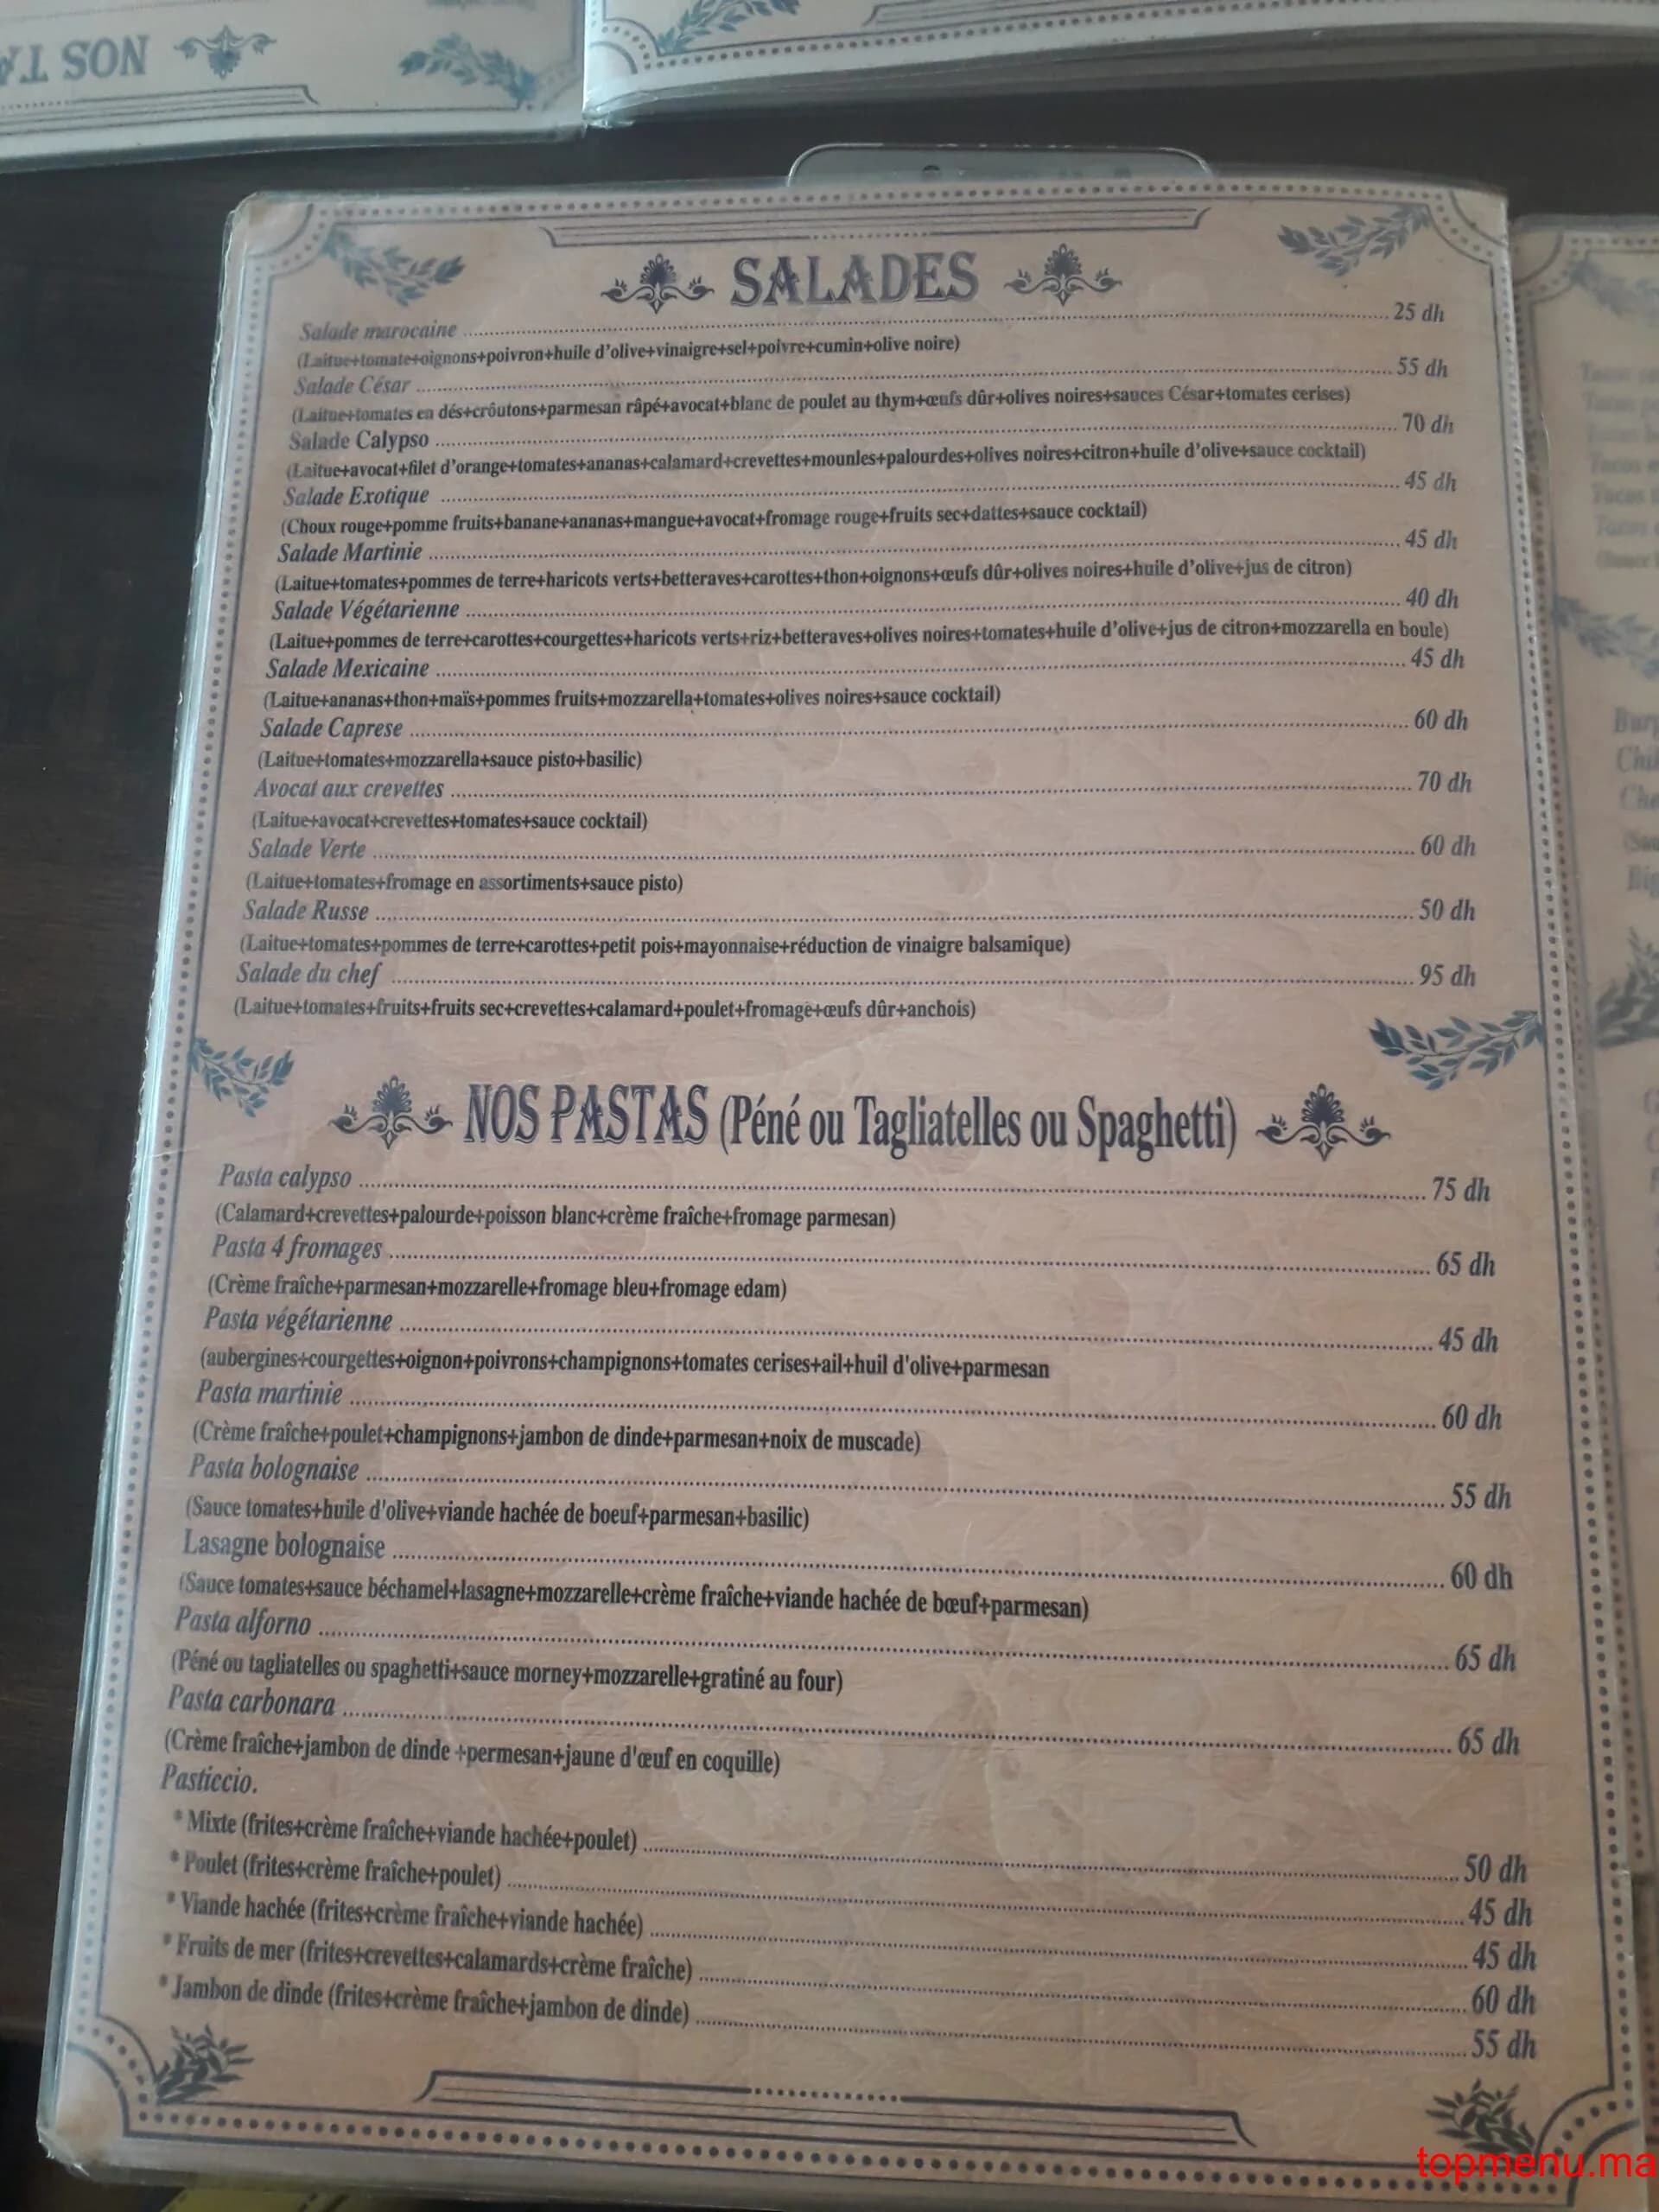 NOS TA
SALADES
Salade marocaine 25 dh
(Laitue+tomate+oignons+poivron+huile d'olive+vinaigre+sel+poivre+cumin+olive noire)
Salade César 55 dh
(Laitue+tomates en dés+crôutons+parmesan râpé+avocat+blanc de poulet au thym+œufs dûr+olives noires+sauces César+tomates cerises)
Salade Calypso 70 dh
(Laitue+avocat+filet d'orange+tomates+ananas+calamard+crevettes+mounles+palourdes+olives noires+citron+huile d'olive+sauce cocktail)
Salade Exotique 45 dh
(Choux rouge+pomme fruits+banane+ananas+mangue+avocat+fromage rouge+fruits sec+dattes+sauce cocktail)
Salade Martinie 45 dh
(Laitue+tomates+pommes de terre+haricots verts+betteraves+carottes+thon+oignons+œufs dûr+olives noires+huile d'olive+jus de citron)
Salade Végétarienne 40 dh
(Laitue+pommes de terre+carottes+courgettes+haricots verts+riz+betteraves+olives noires+tomates+huile d'olive+jus de citron+mozzarella en boule)
Salade Mexicaine 45 dh
(Laitue+ananas+thon+maïs+pommes fruits+mozzarella+tomates+olives noires+sauce cocktail)
Salade Caprese 60 dh
(Laitue+tomates+mozzarella+sauce pisto+basilic)
Avocat aux crevettes 70 dh
(Laitue+avocat+crevettes+tomates+sauce cocktail)
Salade Verte 60 dh
(Laitue+tomates+fromage en assortiments+sauce pisto)
Salade Russe 50 dh
(Laitue+tomates+pommes de terre+carottes+petit pois+mayonnaise+réduction de vinaigre balsamique)
Salade du chef 95 dh
(Laitue+tomates+fruits+fruits sec+crevettes+calamard+poulet+fromage+œufs dûr+anchois)
NOS PASTAS (Péné ou Tagliatelles ou Spaghetti)
Pasta calypso 75 dh
(Calamard+crevettes+palourde+poisson blanc+crème fraîche+fromage parmesan)
Pasta 4 fromages 65 dh
(Crème fraîche+parmesan+mozzarelle+fromage bleu+fromage edam)
Pasta végétarienne 45 dh
(aubergines+courgettes+oignon+poivrons+champignons+tomates cerises+ail+huil d'olive+parmesan
Pasta martinie 60 dh
(Crème fraîche+poulet+champignons+jambon de dinde+parmesan+noix de muscade)
Pasta bolognaise 55 dh
(Sauce tomates+huile d'olive+viande hachée de boeuf+parmesan+basilic)
Lasagne bolognaise 60 dh
(Sauce tomates+sauce béchamel+lasagne+mozzarelle+crème fraîche+viande hachée de bœuf+parmesan)
Pasta alforno 65 dh
(Péné ou tagliatelles ou spaghetti+sauce morney+mozzarelle+gratiné au four)
Pasta carbonara 65 dh
(Crème fraîche+jambon de dinde +permesan+jaune d'œuf en coquille)
Pasticcio.
* Mixte (frites+crème fraîche+viande hachée+poulet) 50 dh
* Poulet (frites+crème fraîche+poulet) 45 dh
* Viande hachée (frites+crème fraîche+viande hachée) 45 dh
* Fruits de mer (frites+crevettes+calamards+crème fraîche) 60 dh
* Jambon de dinde (frites+crème fraîche+jambon de dinde) 55 dh
topmenu.ma